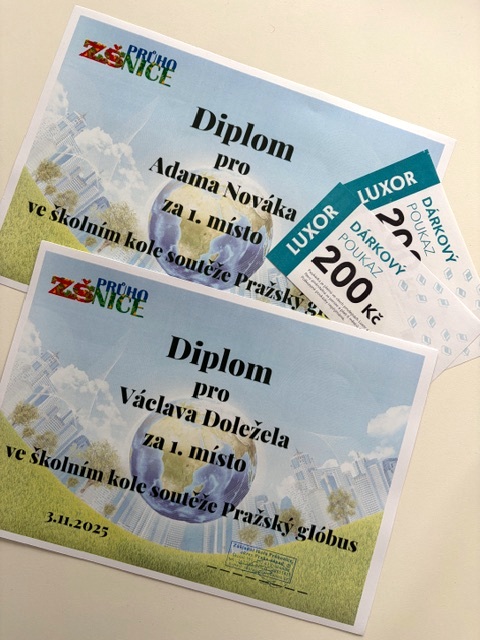 ZŠ PRŮHO
NICE
Diplom
pro
Adama Nováka
za 1. místo
ve školním kole soutěže Pražský
LUXOR
DÁRKOVÝ
POUKAZ
LUXOR
DÁRKOVÝ
POUKAZ
200 Kč
ZŠ PRŮHO
NICE
Diplom
pro
Václava Doležela
za 1. místo
ve školním kole soutěže Pražský glóbus
3.11.2025
Základní škola